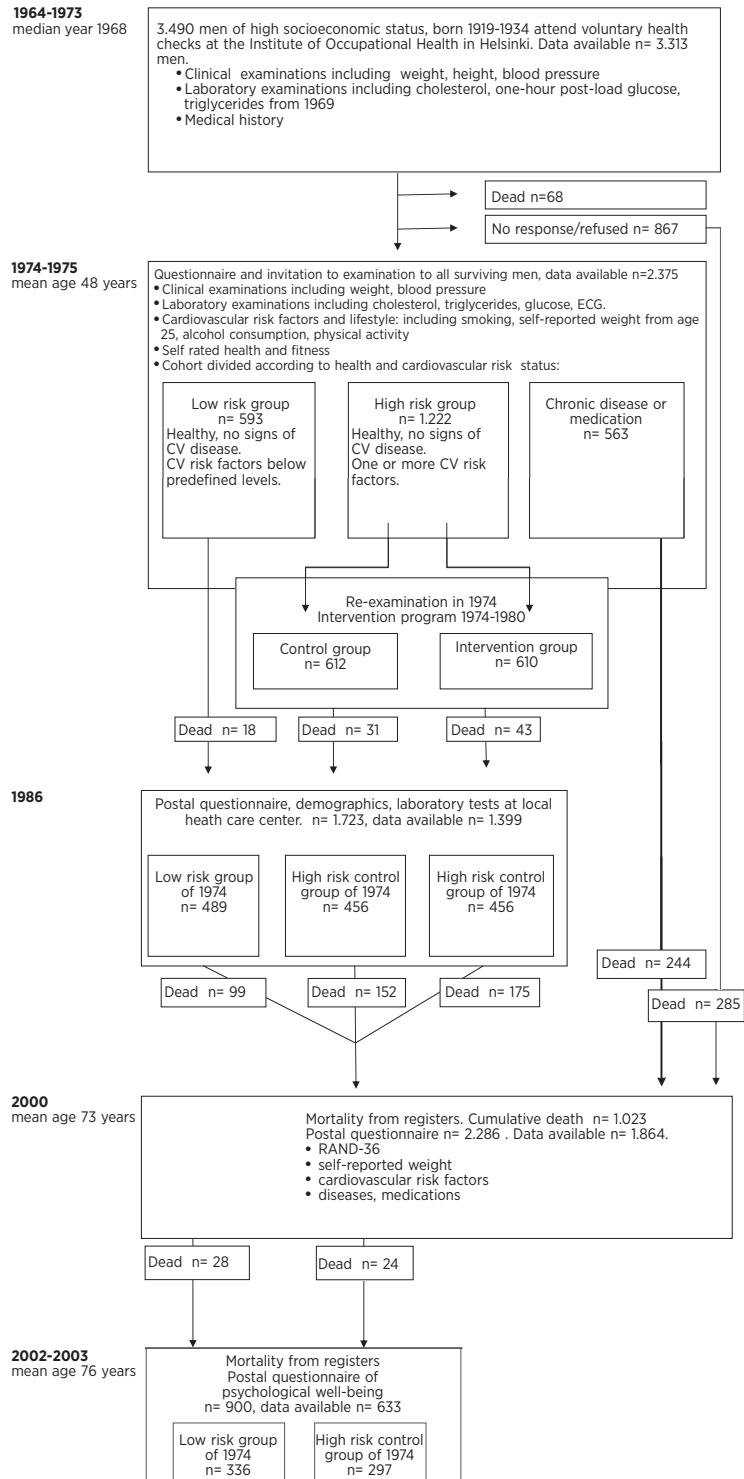 1964-1973
median year 1968
3.490 men of high socioeconomic status, born 1919-1934 attend voluntary health
checks at the Institute of Occupational Health in Helsinki. Data available n= 3.313
men.
• Clinical examinations including weight, height, blood pressure
• Laboratory examinations including cholesterol, one-hour post-load glucose,
triglycerides from 1969
• Medical history
Dead n=68
No response/refused n= 867
1974-1975
mean age 48 years
Questionnaire and invitation to examination to all surviving men, data available n=2.375
• Clinical examinations including weight, blood pressure
• Laboratory examinations including cholesterol, triglycerides, glucose, ECG.
• Cardiovascular risk factors and lifestyle: including smoking, self-reported weight from age
25, alcohol consumption, physical activity
• Self rated health and fitness
• Cohort divided according to health and cardiovascular risk status:
Low risk group
n= 593
Healthy, no signs of
CV disease.
CV risk factors below
predefined levels.
High risk group
n= 1.222
Healthy, no signs of
CV disease.
One or more CV risk
factors.
Chronic disease or
medication
n= 563
Re-examination in 1974
Intervention program 1974-1980
Control group
n= 612
Intervention group
n= 610
Dead n= 18
Dead n= 31
Dead n= 43
1986
Postal questionnaire, demographics, laboratory tests at local
heath care center. n= 1.723, data available n= 1.399
Low risk group
of 1974
n= 489
High risk control
group of 1974
n= 456
High risk control
group of 1974
n= 456
Dead n= 244
Dead n= 99
Dead n= 152
Dead n= 175
Dead n= 285
2000
mean age 73 years
Mortality from registers. Cumulative death n= 1.023
Postal questionnaire n= 2.286 . Data available n= 1.864.
• RAND-36
• self-reported weight
• cardiovascular risk factors
• diseases, medications
Dead n= 28
Dead n= 24
2002-2003
mean age 76 years
Mortality from registers
Postal questionnaire of
psychological well-being
n= 900, data available n= 633
Low risk group
of 1974
n= 336
High risk control
group of 1974
n= 297